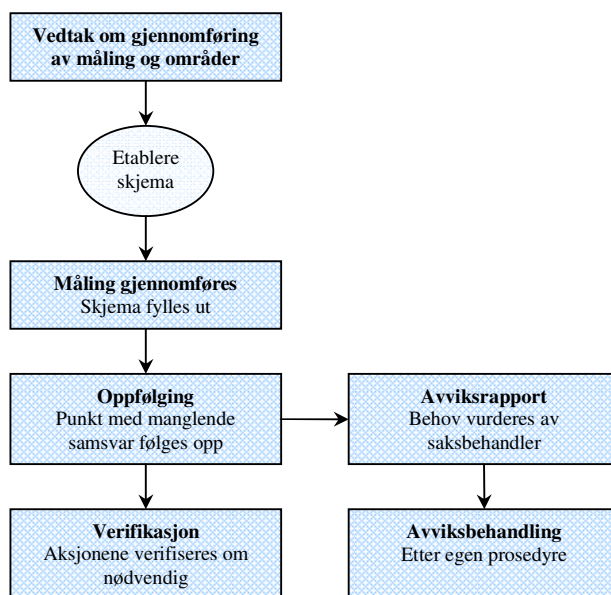 Vedtak om gjennomføring
av måling og områder
Etablere
skjema
Måling gjennomføres
Skjema fylles ut
Oppfølging
Punkt med manglende
samsvar følges opp
Avviksrapport
Behov vurderes av
saksbehandler
Verifikasjon
Aksjonene verifiseres om
nødvendig
Avviksbehandling
Etter egen prosedyre